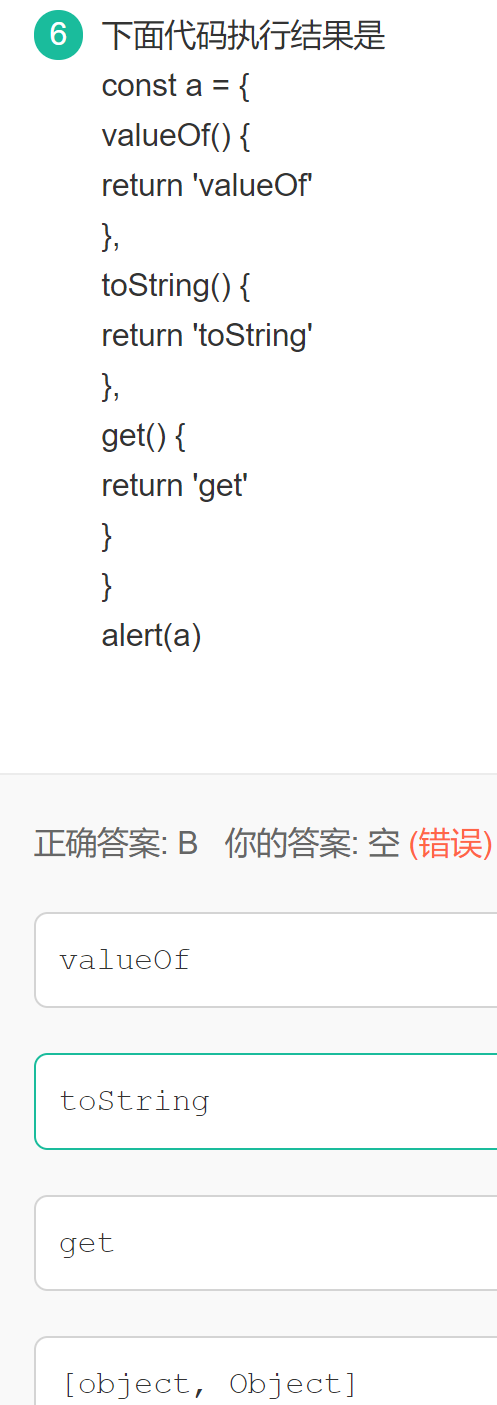 6 下面代码执行结果是
const a = {
valueOf() {
return 'valueOf'
},
toString() {
return 'toString'
},
get() {
return 'get'
}
}
alert(a)
正确答案: B 你的答案: 空 (错误)
valueOf
toString
get
[object, Object]